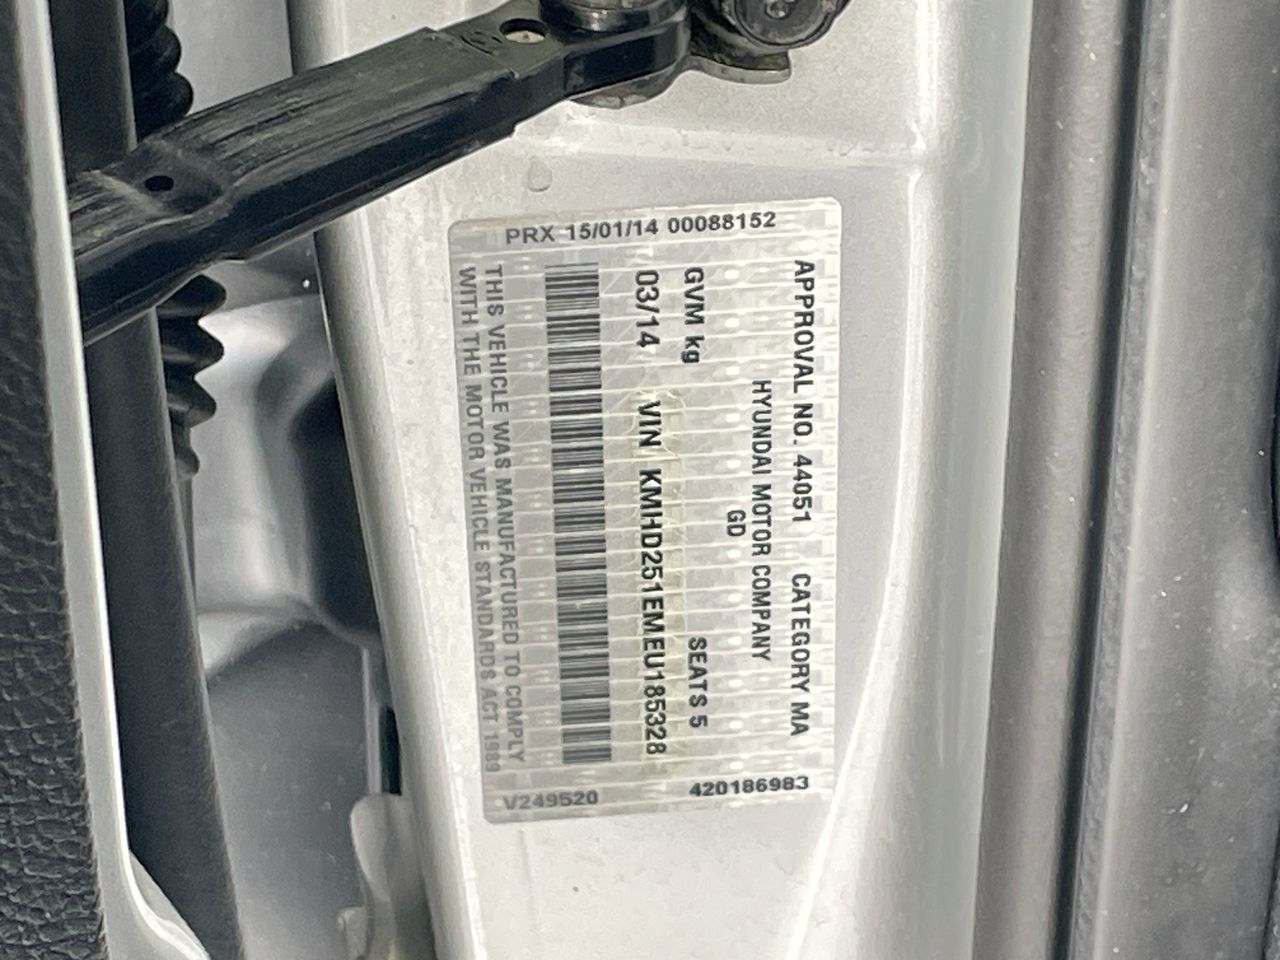 APPROVAL NO. 44051 CATEGORY MA
HYUNDAI MOTOR COMPANY
GD
GVM kg SEATS 5
03/14 VIN KMHD251EMEU185328
THIS VEHICLE WAS MANUFACTURED TO COMPLY
WITH THE MOTOR VEHICLE STANDARDS ACT 1989
PRX 15/01/14 00088152
420186983
V249520